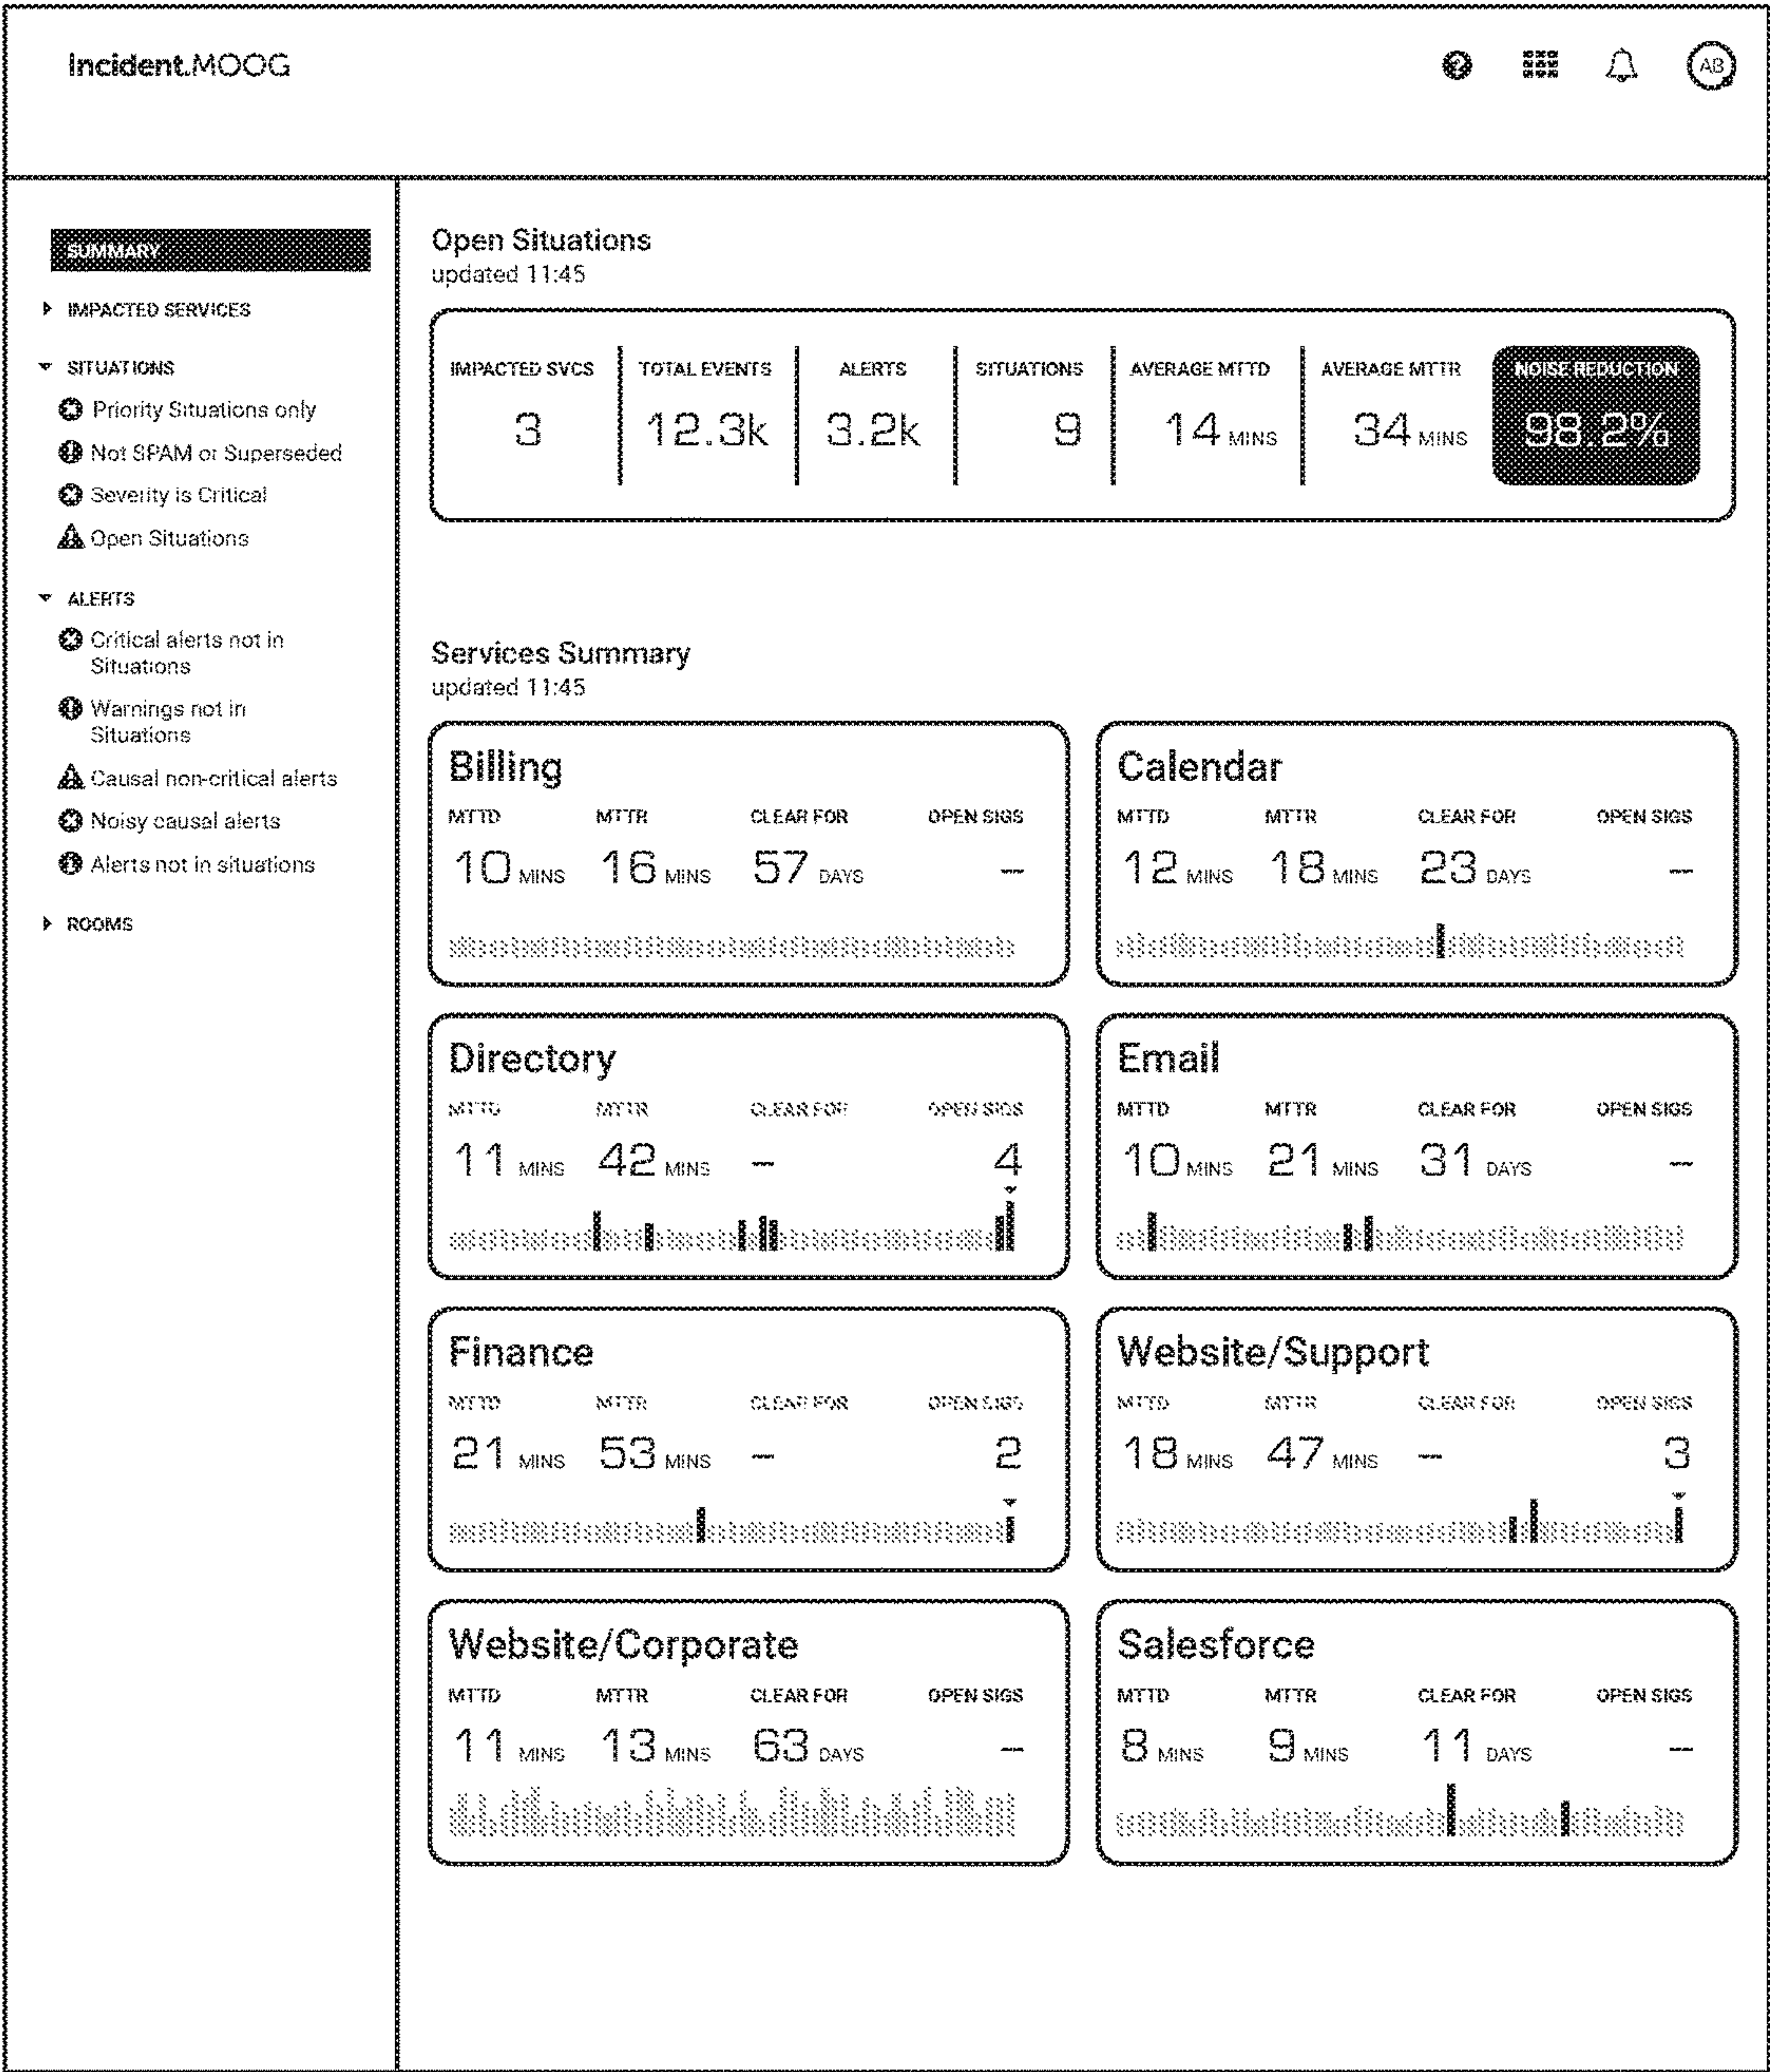 Incident.MOOG
AB
SUMMARY
IMPACTED SERVICES
SITUATIONS
Priority Situations only
Not SPAM or Superseded
Severity is Critical
Open Situations
ALERTS
Critical alerts not in
Situations
Warnings not in
Situations
Causal non-critical alerts
Noisy causal alerts
Alerts not in situations
ROOMS
Open Situations
updated 11:45
IMPACTED SVCS TOTAL EVENTS ALERTS SITUATIONS AVERAGE MTTD AVERAGE MTTR NOISE REDUCTION
3 12.3k 3.2k 9 14 MINS 34 MINS 98.2%
Services Summary
updated 11:45
Billing
MTTD MTTR CLEAR FOR OPEN SIGS
10 MINS 16 MINS 57 DAYS –
Calendar
MTTD MTTR CLEAR FOR OPEN SIGS
12 MINS 18 MINS 23 DAYS –
Directory
MTTD MTTR CLEAR FOR OPEN SIGS
11 MINS 42 MINS – 4
Email
MTTD MTTR CLEAR FOR OPEN SIGS
10 MINS 21 MINS 31 DAYS –
Finance
MTTD MTTR CLEAR FOR OPEN SIGS
21 MINS 53 MINS – 2
Website/Support
MTTD MTTR CLEAR FOR OPEN SIGS
18 MINS 47 MINS – 3
Website/Corporate
MTTD MTTR CLEAR FOR OPEN SIGS
11 MINS 13 MINS 63 DAYS –
Salesforce
MTTD MTTR CLEAR FOR OPEN SIGS
8 MINS 9 MINS 11 DAYS –